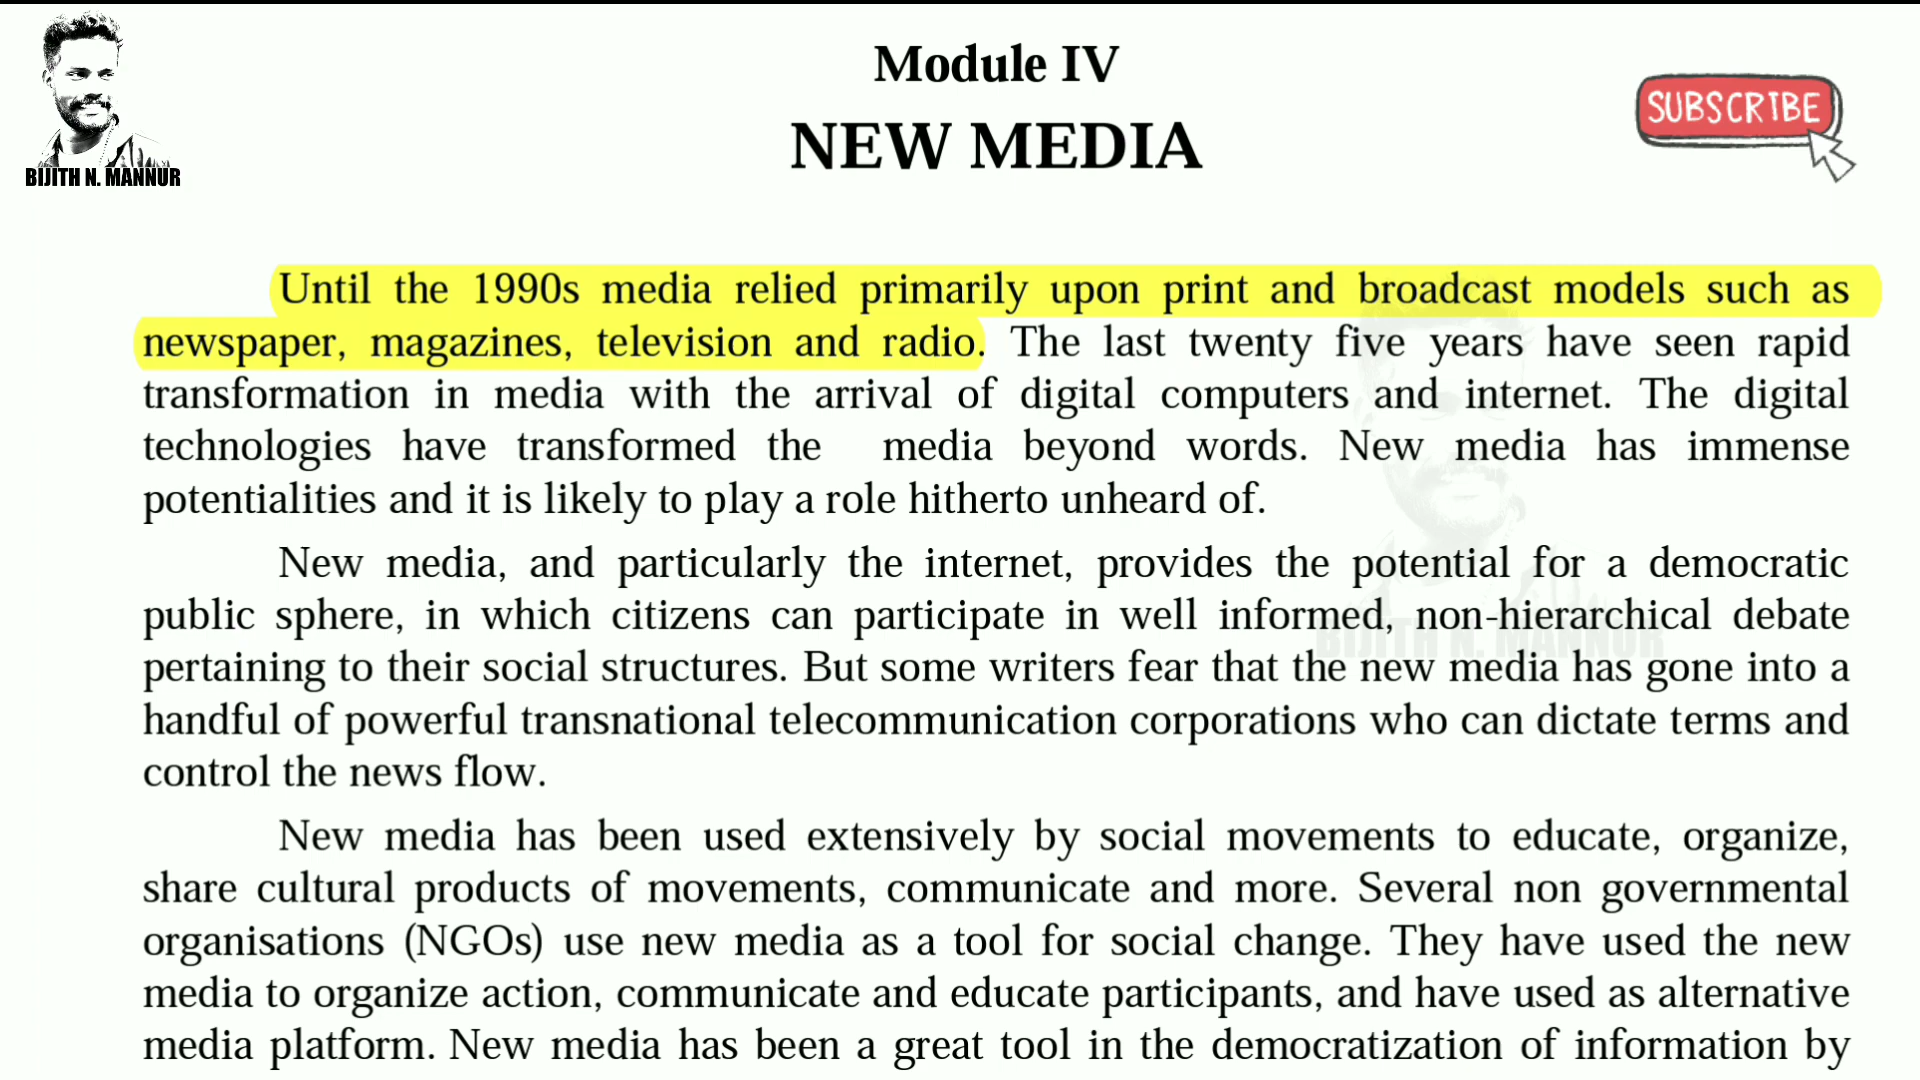 Module IV
NEW MEDIA
SUBSCRIBE
BIJITH N. MANNUR
Until the 1990s media relied primarily upon print and broadcast models such as
newspaper, magazines, television and radio. The last twenty five years have seen rapid
transformation in media with the arrival of digital computers and internet. The digital
technologies have transformed the media beyond words. New media has immense
potentialities and it is likely to play a role hitherto unheard of.
New media, and particularly the internet, provides the potential for a democratic
public sphere, in which citizens can participate in well informed, non-hierarchical debate
pertaining to their social structures. But some writers fear that the new media has gone into a
handful of powerful transnational telecommunication corporations who can dictate terms and
control the news flow.
New media has been used extensively by social movements to educate, organize,
share cultural products of movements, communicate and more. Several non governmental
organisations (NGOs) use new media as a tool for social change. They have used the new
media to organize action, communicate and educate participants, and have used as alternative
media platform. New media has been a great tool in the democratization of information by
BIJITH N. MANNUR